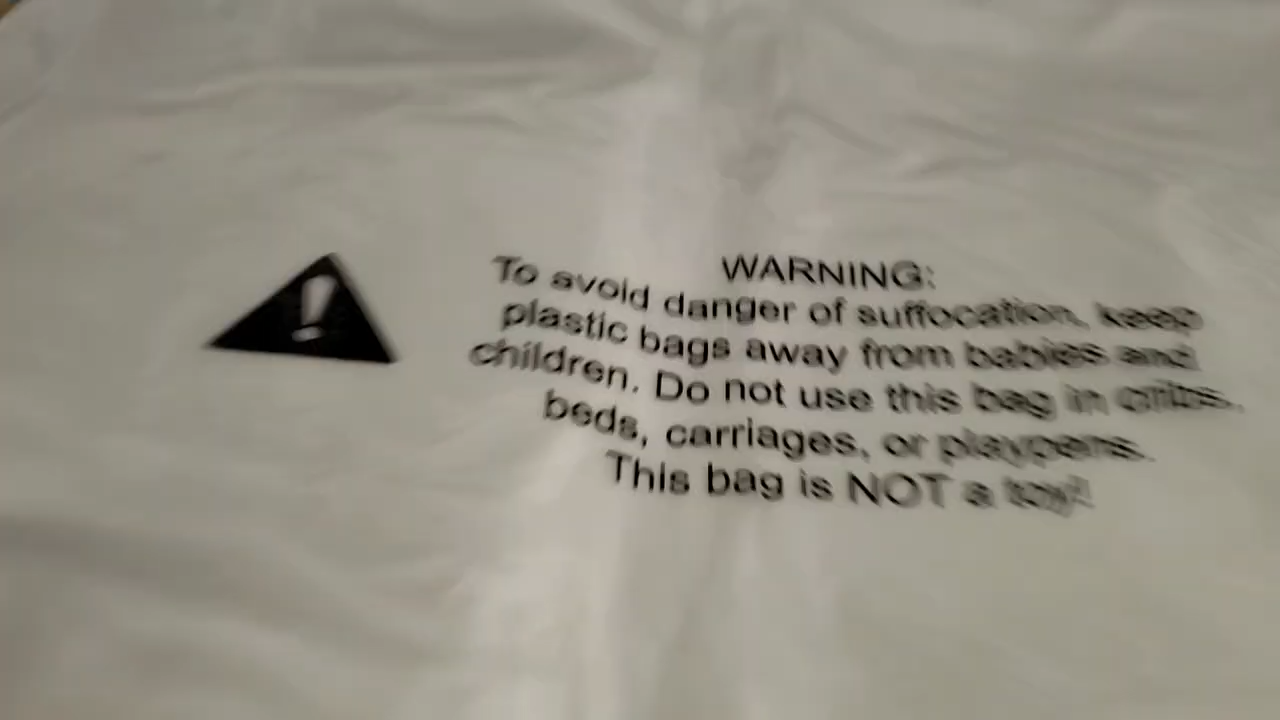 WARNING:
To avoid danger of suffocation, keep
plastic bags away from babies and
children. Do not use this bag in cribs,
beds, carriages, or playpens.
This bag is NOT a toy!